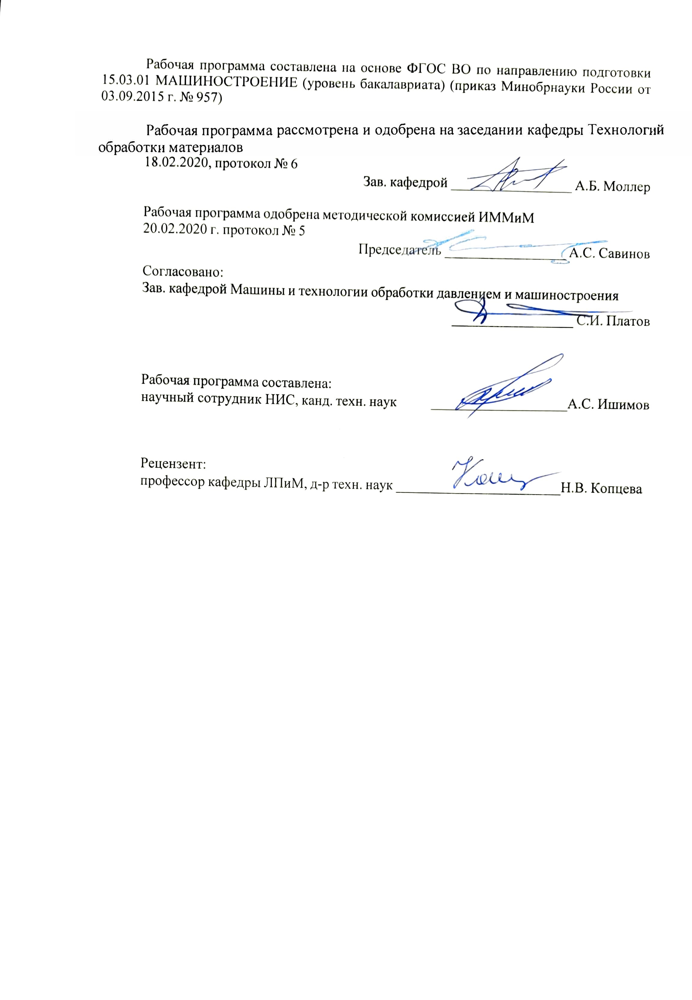 Рабочая программа составлена на основе ФГОС ВО по направлению подготовки
15.03.01 МАШИНОСТРОЕНИЕ (уровень бакалавриата) (приказ Минобрнауки России от
03.09.2015 г. № 957)
Рабочая программа рассмотрена и одобрена на заседании кафедры Технологий
обработки материалов
18.02.2020, протокол № 6
Зав. кафедрой ____________ А.Б. Моллер
Рабочая программа одобрена методической комиссией ИММиМ
20.02.2020 г. протокол № 5
Председатель ____________ А.С. Савинов
Согласовано:
Зав. кафедрой Машины и технологии обработки давлением и машиностроения
____________ С.И. Платов
Рабочая программа составлена:
научный сотрудник НИС, канд. техн. наук ____________А.С. Ишимов
Рецензент:
профессор кафедры ЛПиМ, д-р техн. наук ____________Н.В. Копцева